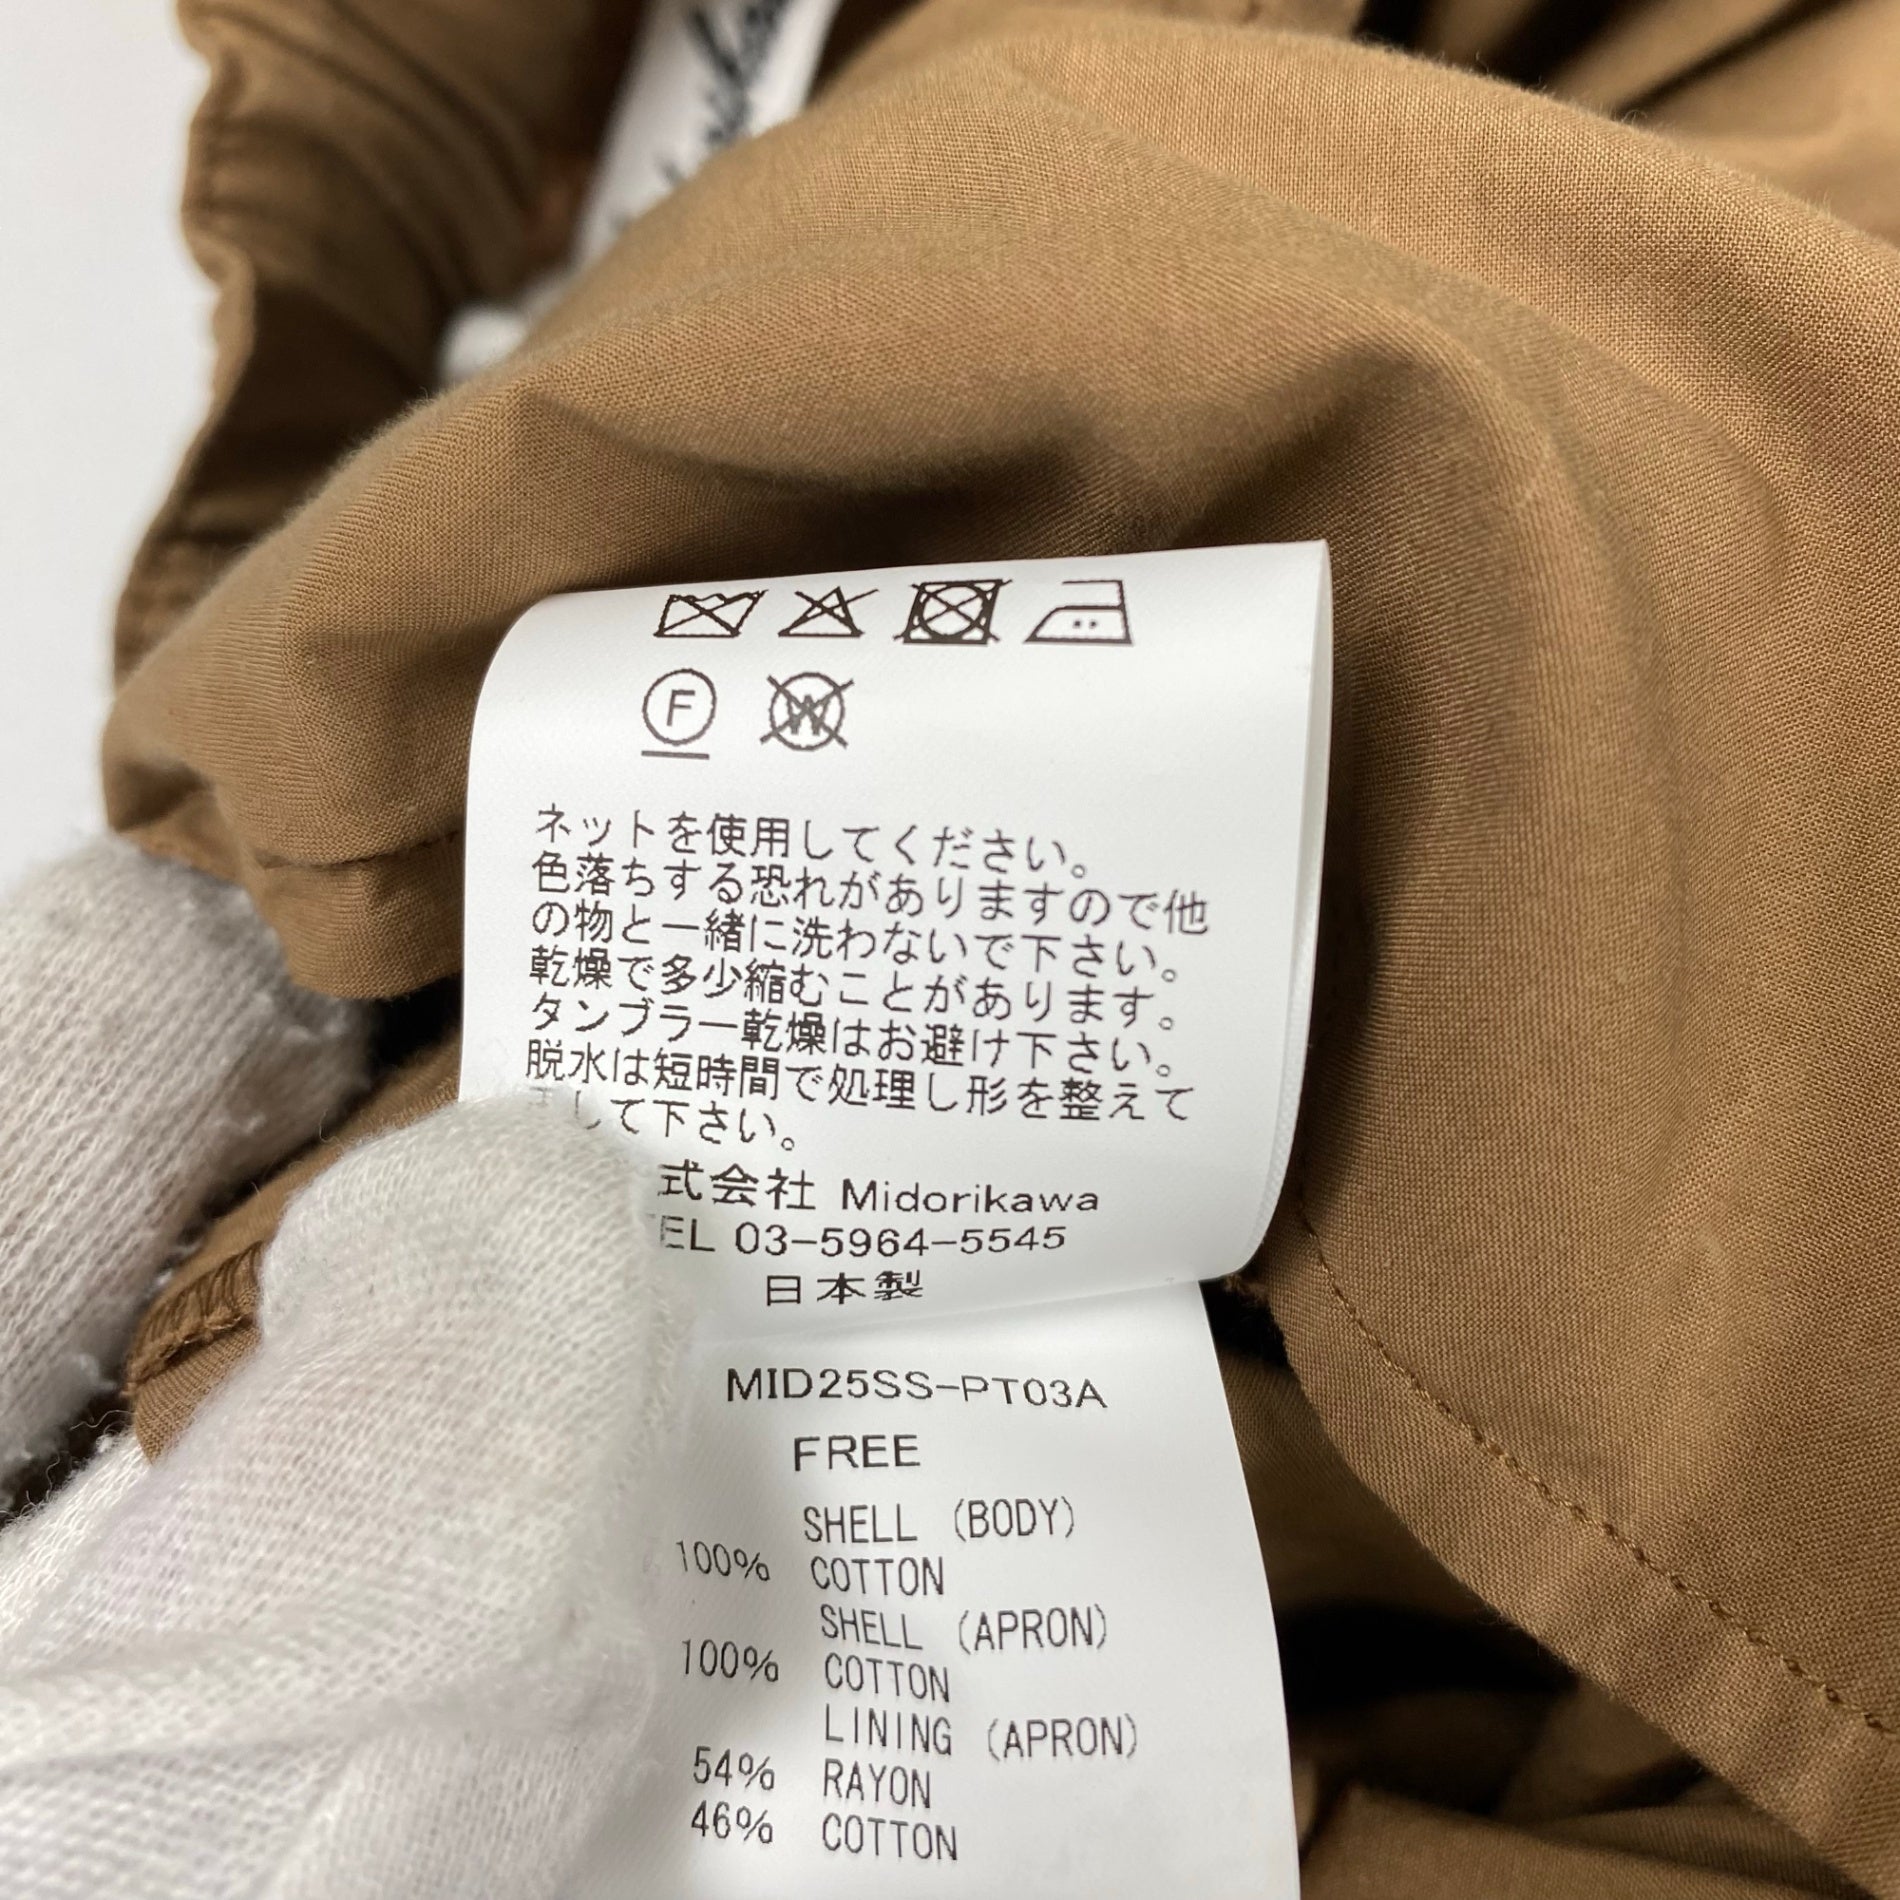 F
W
ネットを使用してください。
色落ちする恐れがありますので他
の物と一緒に洗わないで下さい。
乾燥で多少縮むことがあります。
タンブラー乾燥はお避け下さい。
脱水は短時間で処理し形を整えて
して下さい。
式会社 Midorikawa
TEL 03-5964-5545
日本製
MID25SS-PT03A
FREE
SHELL (BODY)
100% COTTON
SHELL (APRON)
100% COTTON
LINING (APRON)
54% RAYON
46% COTTON